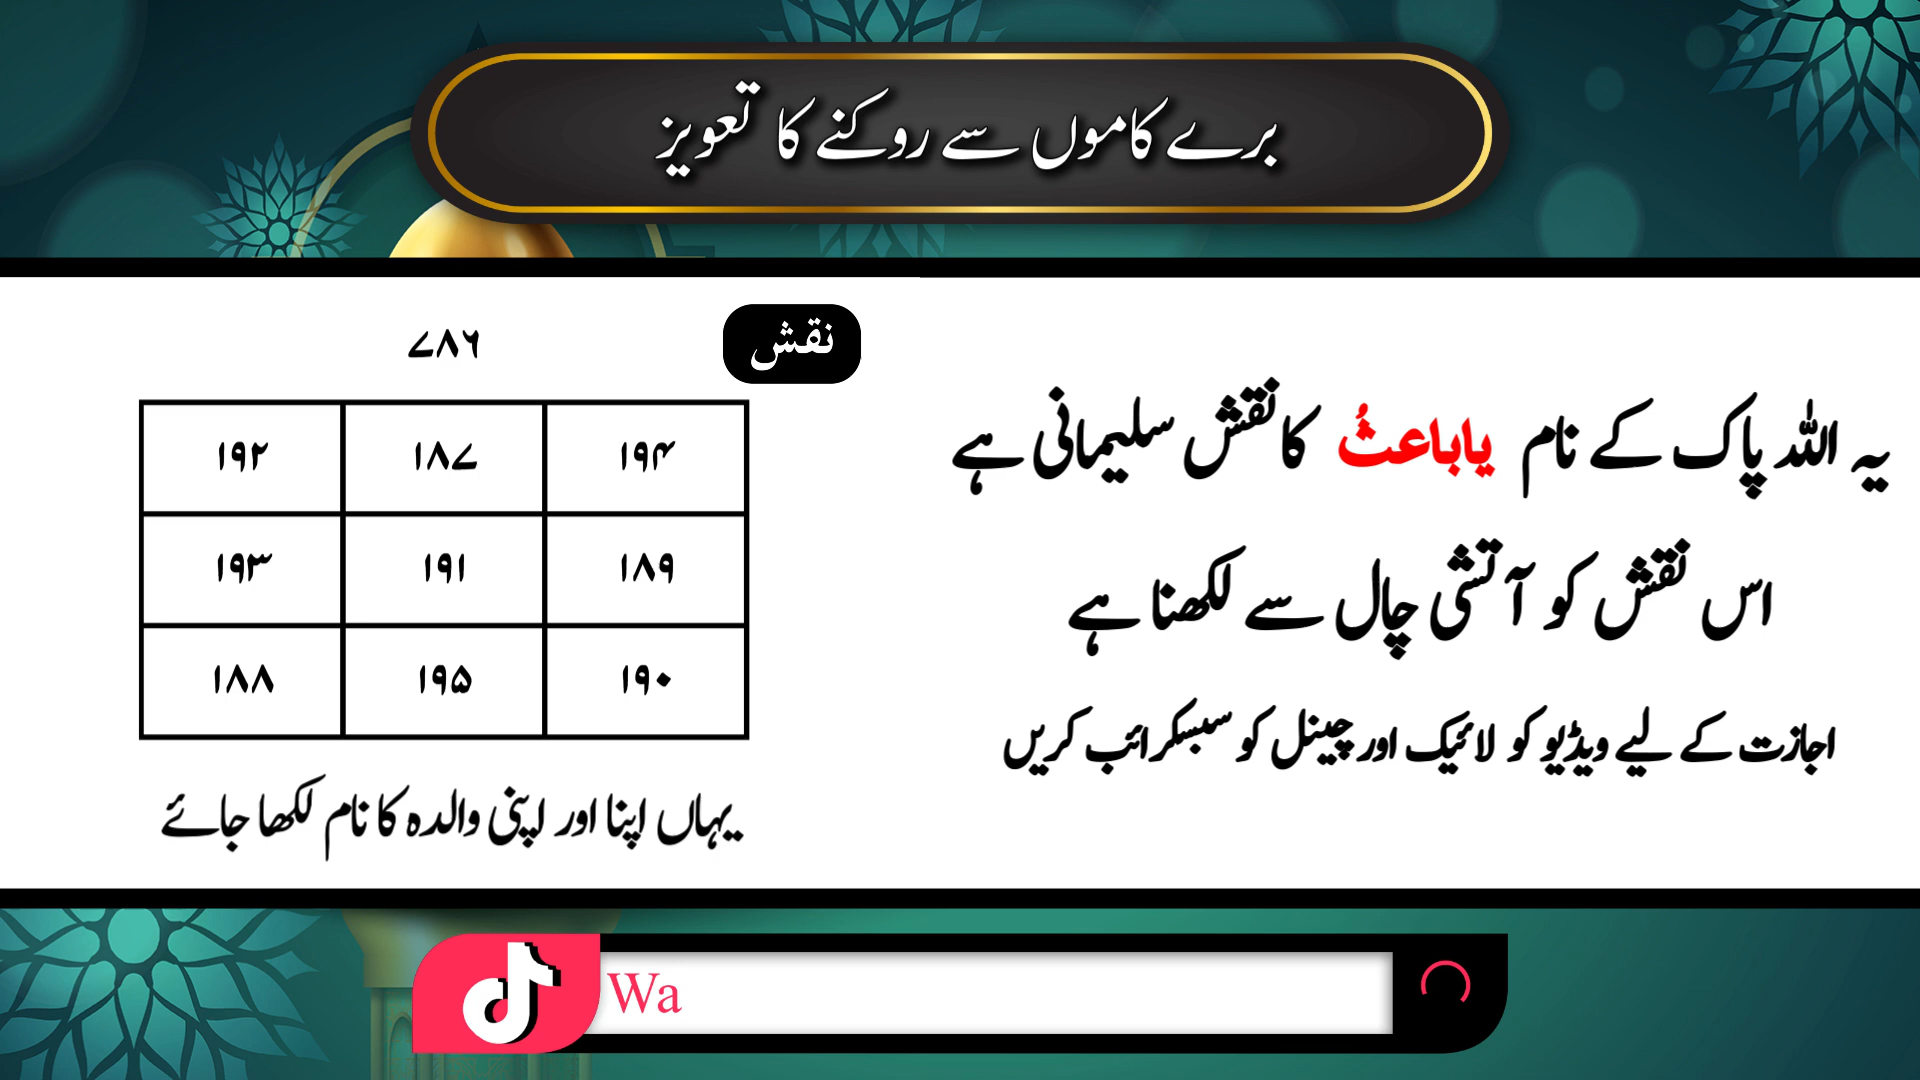 برے کاموں سے روکنے کا تعویز
نقش
۷۸۶
۱۹۲ ۱۸۷ ۱۹۴
۱۹۳ ۱۹۱ ۱۸۹
۱۸۸ ۱۹۵ ۱۹۰
یہاں اپنا اور اپنی والدہ کا نام لکھا جائے
یہ اللہ پاک کے نام یاباعثُ کا نقش سلیمانی ہے
اس نقش کو آتشی چال سے لکھنا ہے
اجازت کے لیے ویڈیو کو لائیک اور چینل کو سبسکرائب کریں
Wa